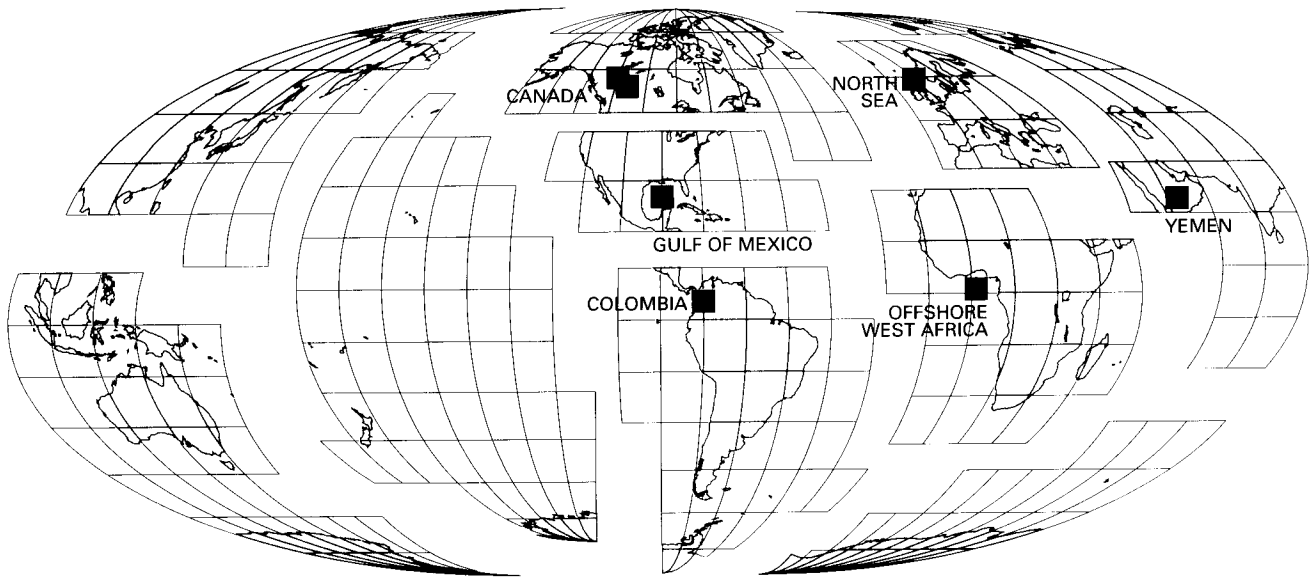 CANADA
NORTH
SEA
YEMEN
GULF OF MEXICO
COLOMBIA
OFFSHORE
WEST AFRICA